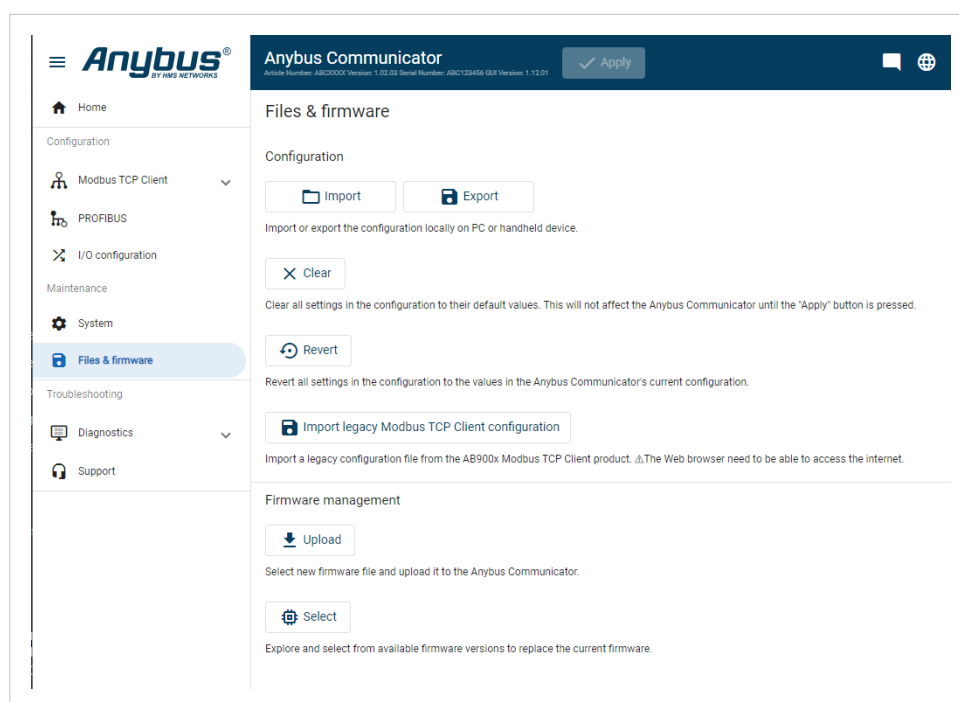 Anybus®
BY HMS NETWORKS
Anybus Communicator
Article Number: ABCXXXX Version: 1.02.03 Serial Number: ABC123456 GUI Version: 1.12.01
Apply
Home
Configuration
Modbus TCP Client
PROFIBUS
I/O configuration
Maintenance
System
Files & firmware
Troubleshooting
Diagnostics
Support
Files & firmware
Configuration
Import
Export
Import or export the configuration locally on PC or handheld device.
Clear
Clear all settings in the configuration to their default values. This will not affect the Anybus Communicator until the "Apply" button is pressed.
Revert
Revert all settings in the configuration to the values in the Anybus Communicator's current configuration.
Import legacy Modbus TCP Client configuration
Import a legacy configuration file from the AB900x Modbus TCP Client product. ⚠The Web browser need to be able to access the internet.
Firmware management
Upload
Select new firmware file and upload it to the Anybus Communicator.
Select
Explore and select from available firmware versions to replace the current firmware.